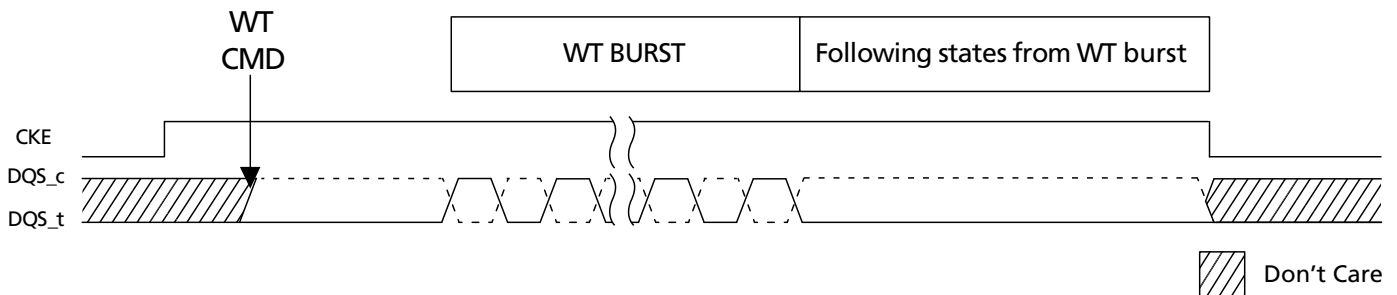 WT
CMD
WT BURST
Following states from WT burst
CKE
DQS_c
DQS_t
Don't Care